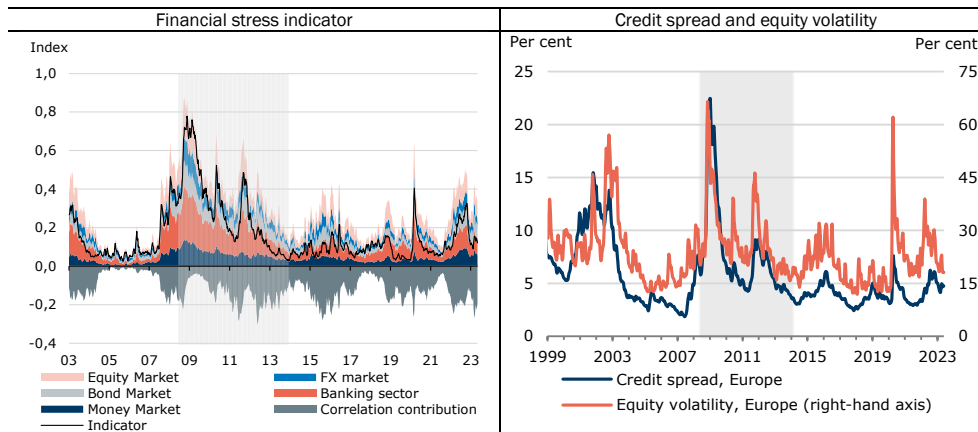 Financial stress indicator
Index
1,0
0,8
0,6
0,4
0,2
0,0
-0,2
-0,4
03 05 07 09 11 13 15 17 19 21 23
Equity Market FX market
Bond Market Banking sector
Money Market Correlation contribution
Indicator
Credit spread and equity volatility
Per cent Per cent
25 75
20 60
15 45
10 30
5 15
0 0
1999 2003 2007 2011 2015 2019 2023
Credit spread, Europe
Equity volatility, Europe (right-hand axis)